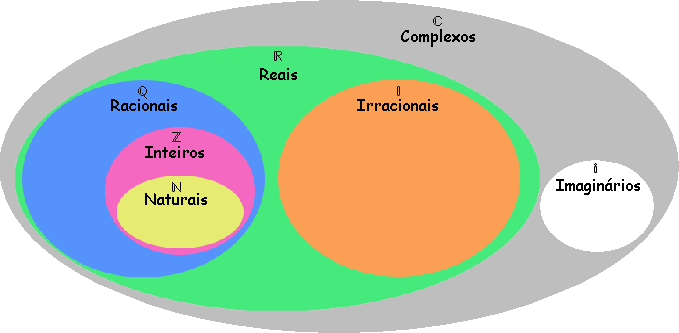 ℂ
Complexos
ℝ
Reais
ℚ
Racionais
𝕀
Irracionais
ℤ
Inteiros
ℕ
Naturais
𝕚
Imaginários